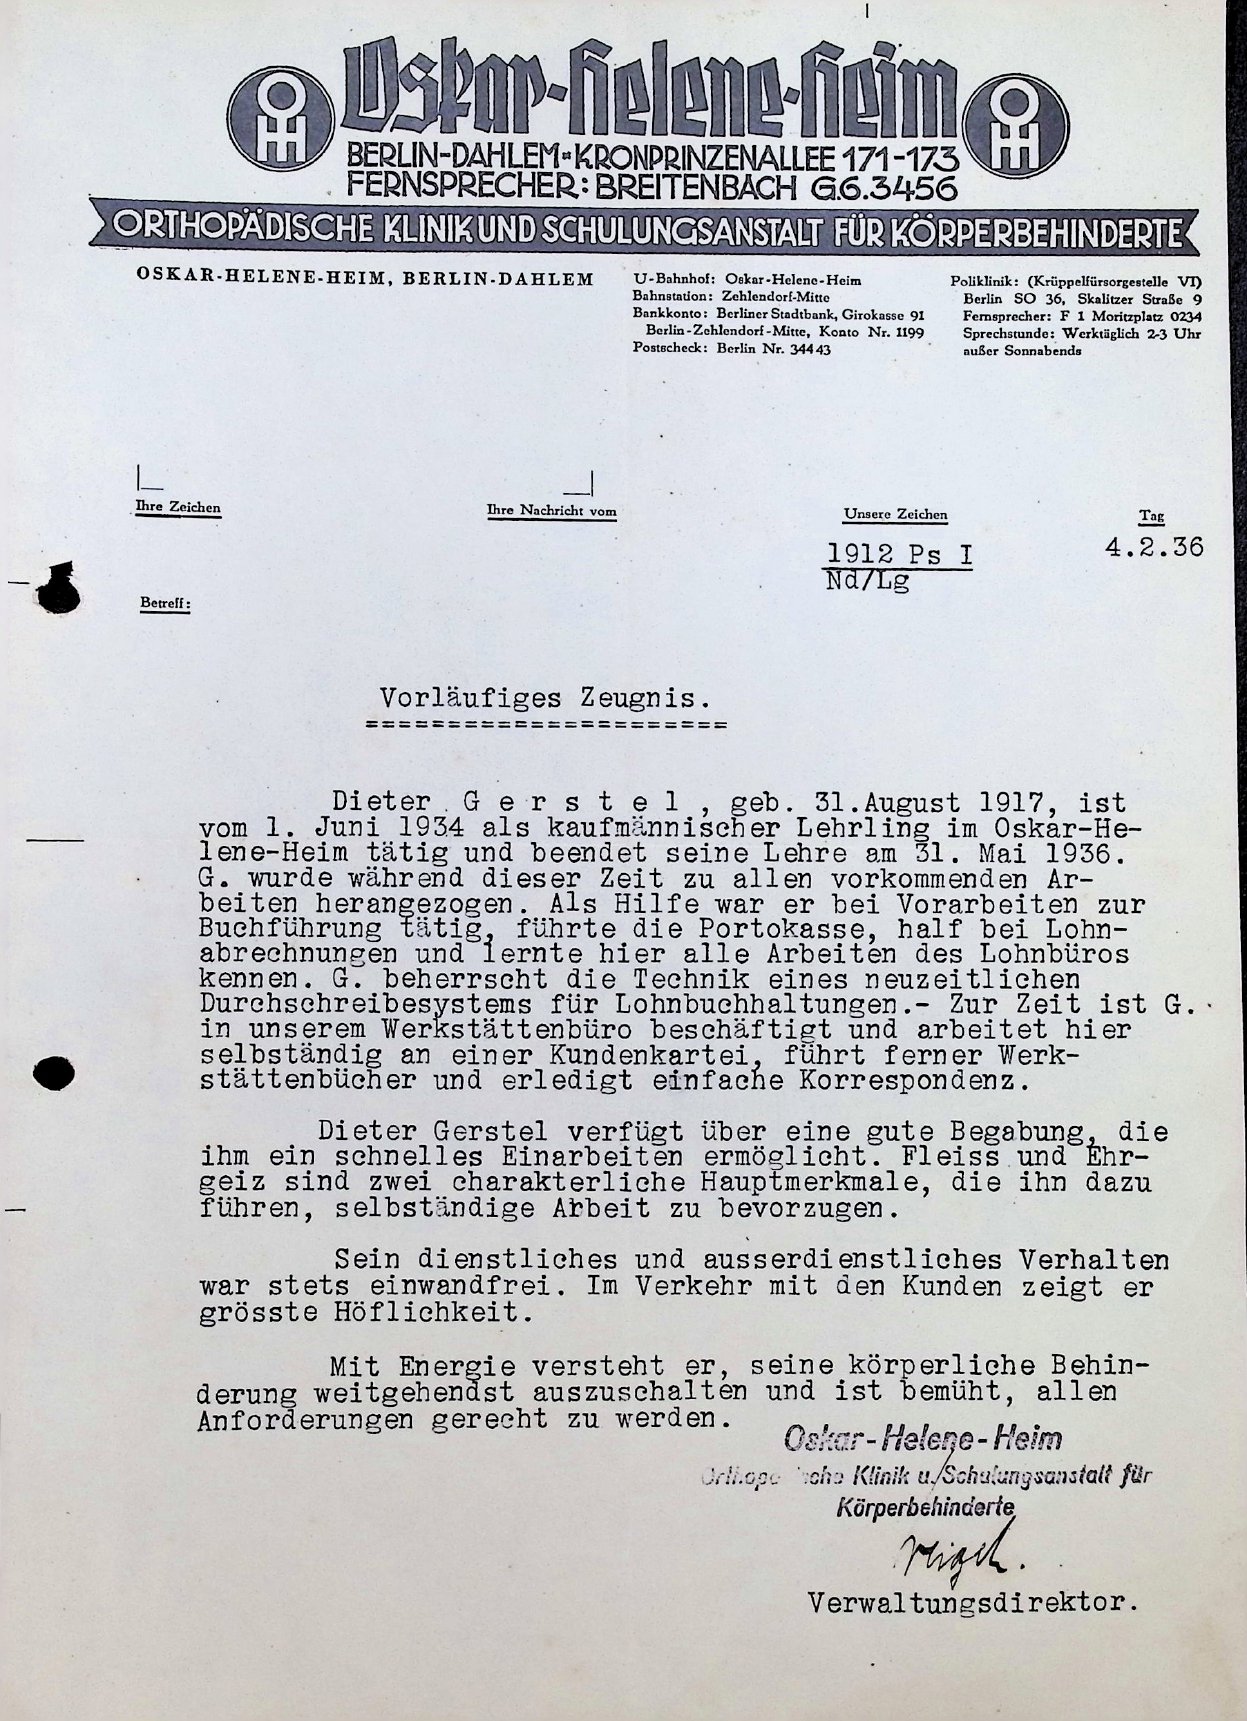 Oskar-Helene-Heim
BERLIN-DAHLEM-KRONPRINZENALLEE 171-173
FERNSPRECHER: BREITENBACH G.6.3456
ORTHOPÄDISCHE KLINIK UND SCHULUNGSANSTALT FÜR KÖRPERBEHINDERTE
OSKAR-HELENE-HEIM, BERLIN-DAHLEM
U-Bahnhof: Oskar-Helene-Heim
Bahnstation: Zehlendorf-Mitte
Bankkonto: Berliner Stadtbank, Girokasse 91
Berlin-Zehlendorf-Mitte, Konto Nr. 1199
Postscheck: Berlin Nr. 34443
Poliklinik: (Krüppelfürsorgestelle VI)
Berlin SO 36, Skalitzer Straße 9
Fernsprecher: F 1 Moritzplatz 0234
Sprechstunde: Werktäglich 2-3 Uhr
außer Sonnabends
Ihre Zeichen Ihre Nachricht vom Unsere Zeichen Tag
1912 Ps I 4.2.36
Nd/Lg
Betreff:
Vorläufiges Zeugnis.
======================
Dieter G e r s t e l , geb. 31.August 1917, ist
vom 1. Juni 1934 als kaufmännischer Lehrling im Oskar-He-
lene-Heim tätig und beendet seine Lehre am 31. Mai 1936.
G. wurde während dieser Zeit zu allen vorkommenden Ar-
beiten herangezogen. Als Hilfe war er bei Vorarbeiten zur
Buchführung tätig, führte die Portokasse, half bei Lohn-
abrechnungen und lernte hier alle Arbeiten des Lohnbüros
kennen. G. beherrscht die Technik eines neuzeitlichen
Durchschreibesystems für Lohnbuchhaltungen.- Zur Zeit ist G.
in unserem Werkstättenbüro beschäftigt und arbeitet hier
selbständig an einer Kundenkartei, führt ferner Werk-
stättenbücher und erledigt einfache Korrespondenz.
Dieter Gerstel verfügt über eine gute Begabung, die
ihm ein schnelles Einarbeiten ermöglicht. Fleiss und Ehr-
geiz sind zwei charakterliche Hauptmerkmale, die ihn dazu
führen, selbständige Arbeit zu bevorzugen.
Sein dienstliches und ausserdienstliches Verhalten
war stets einwandfrei. Im Verkehr mit den Kunden zeigt er
grösste Höflichkeit.
Mit Energie versteht er, seine körperliche Behin-
derung weitgehendst auszuschalten und ist bemüht, allen
Anforderungen gerecht zu werden.
Oskar-Helene-Heim
Orthopädische Klinik u. Schulungsanstalt für
Körperbehinderte
Verwaltungsdirektor.